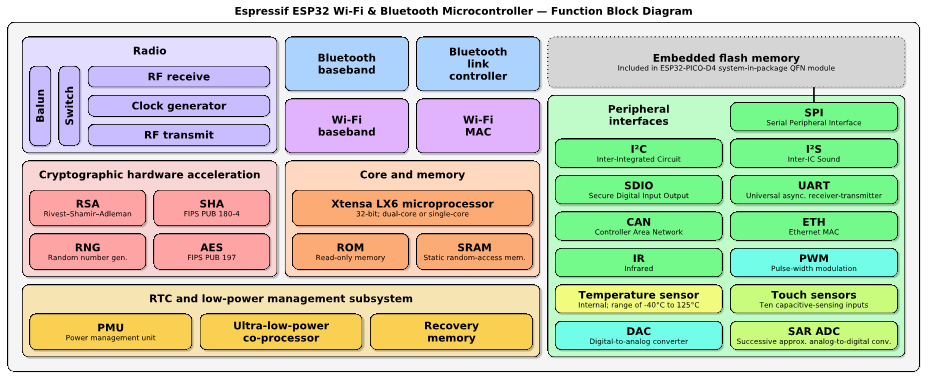 Espressif ESP32 Wi-Fi & Bluetooth Microcontroller — Function Block Diagram
Radio
Balun
Switch
RF receive
Clock generator
RF transmit
Bluetooth
baseband
Bluetooth
link
controller
Wi-Fi
baseband
Wi-Fi
MAC
Embedded flash memory
Included in ESP32-PICO-D4 system-in-package QFN module
Cryptographic hardware acceleration
RSA
Rivest–Shamir–Adleman
SHA
FIPS PUB 180-4
RNG
Random number gen.
AES
FIPS PUB 197
Core and memory
Xtensa LX6 microprocessor
32-bit; dual-core or single-core
ROM
Read-only memory
SRAM
Static random-access mem.
RTC and low-power management subsystem
PMU
Power management unit
Ultra-low-power
co-processor
Recovery
memory
Peripheral
interfaces
SPI
Serial Peripheral Interface
I²C
Inter-Integrated Circuit
I²S
Inter-IC Sound
SDIO
Secure Digital Input Output
UART
Universal async. receiver-transmitter
CAN
Controller Area Network
ETH
Ethernet MAC
IR
Infrared
PWM
Pulse-width modulation
Temperature sensor
Internal; range of -40°C to 125°C
Touch sensors
Ten capacitive-sensing inputs
DAC
Digital-to-analog converter
SAR ADC
Successive approx. analog-to-digital conv.